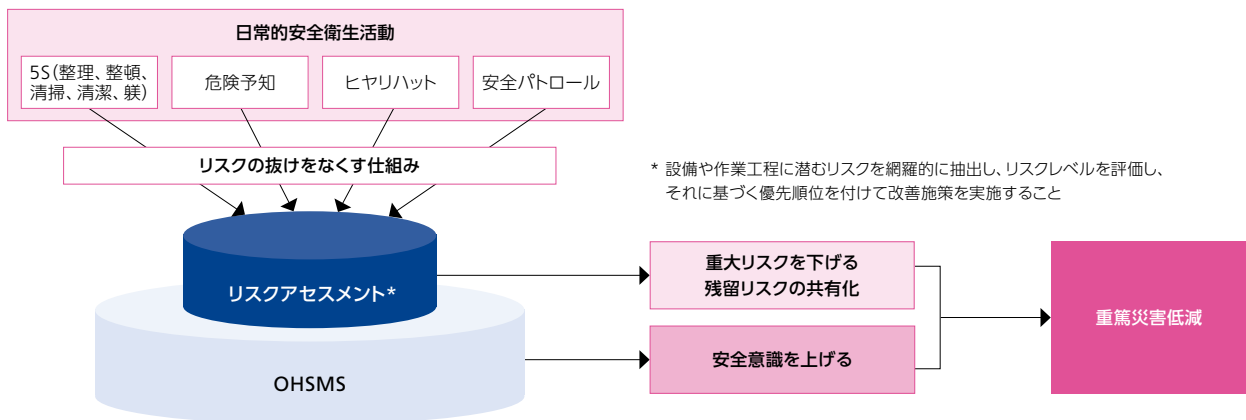 日常的安全衛生活動
5S（整理、整頓、
清掃、清潔、躾）
危険予知
ヒヤリハット
安全パトロール
リスクの抜けをなくす仕組み
* 設備や作業工程に潜むリスクを網羅的に抽出し、リスクレベルを評価し、
それに基づく優先順位を付けて改善施策を実施すること
リスクアセスメント*
OHSMS
重大リスクを下げる
残留リスクの共有化
安全意識を上げる
重篤災害低減